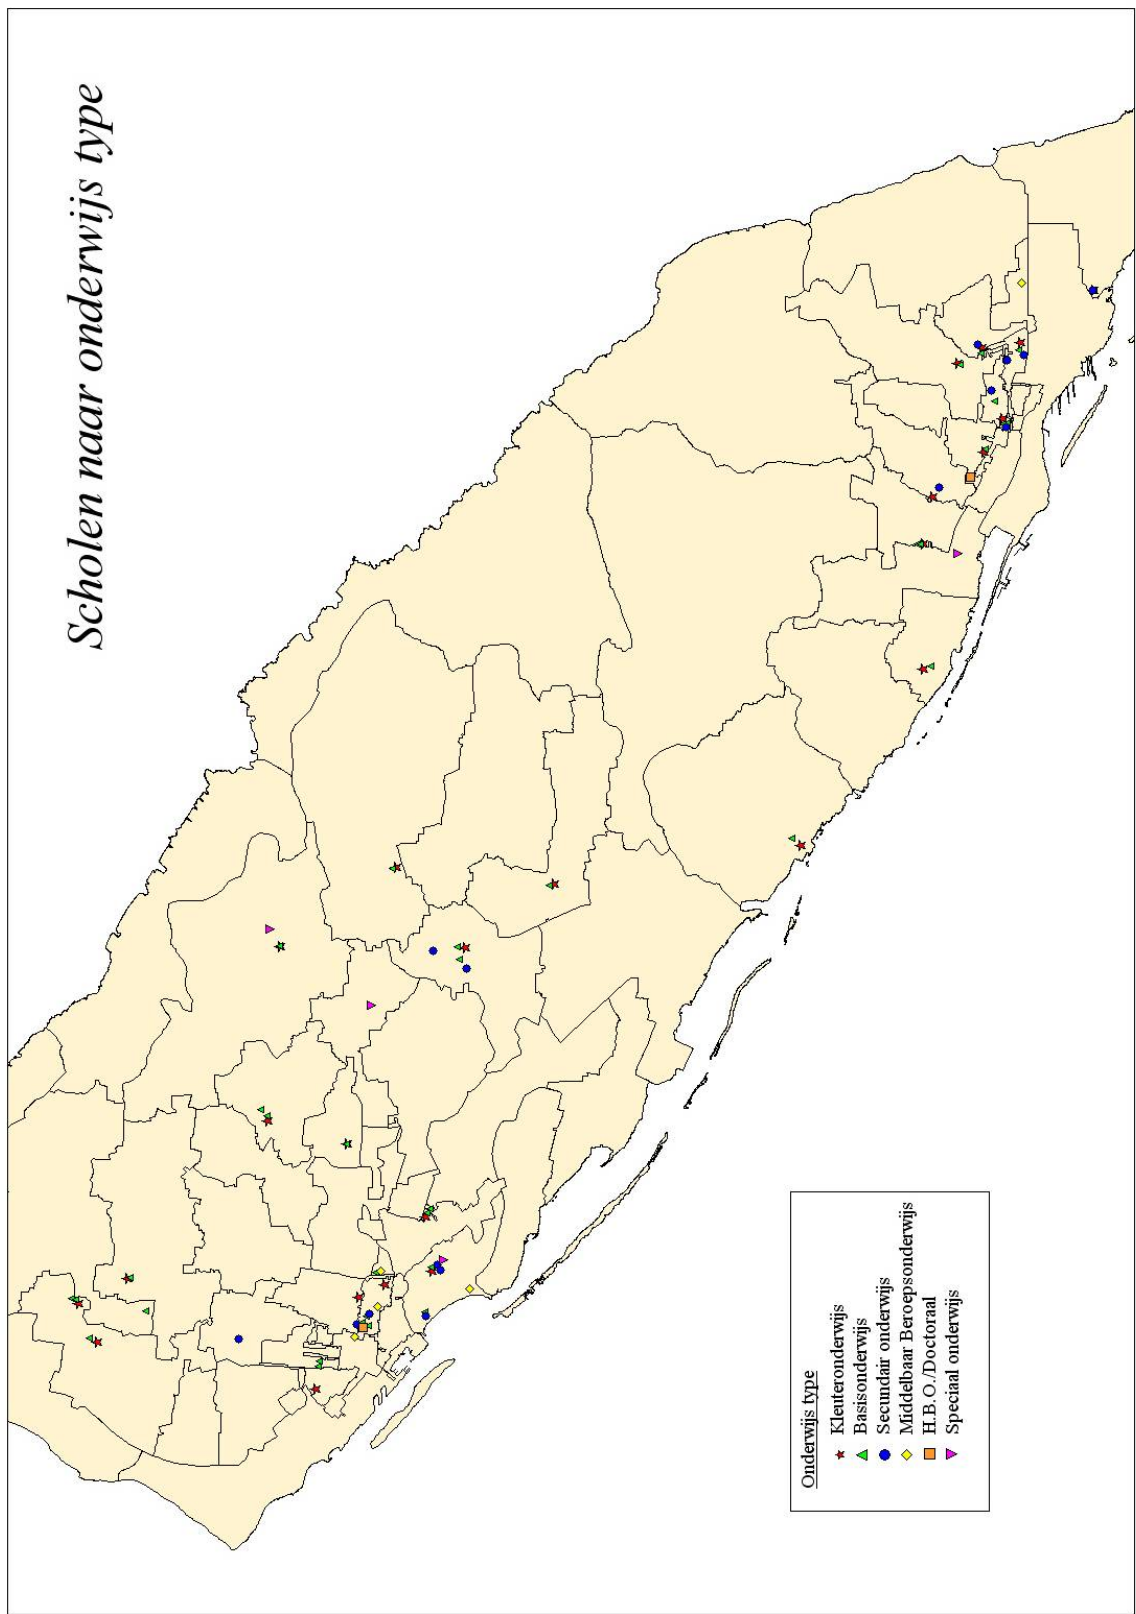 Scholen naar onderwijs type
Onderwijs type
Kleuteronderwijs
Basisonderwijs
Secundair onderwijs
Middelbaar Beroepsonderwijs
H.B.O./Doctoraal
Speciaal onderwijs